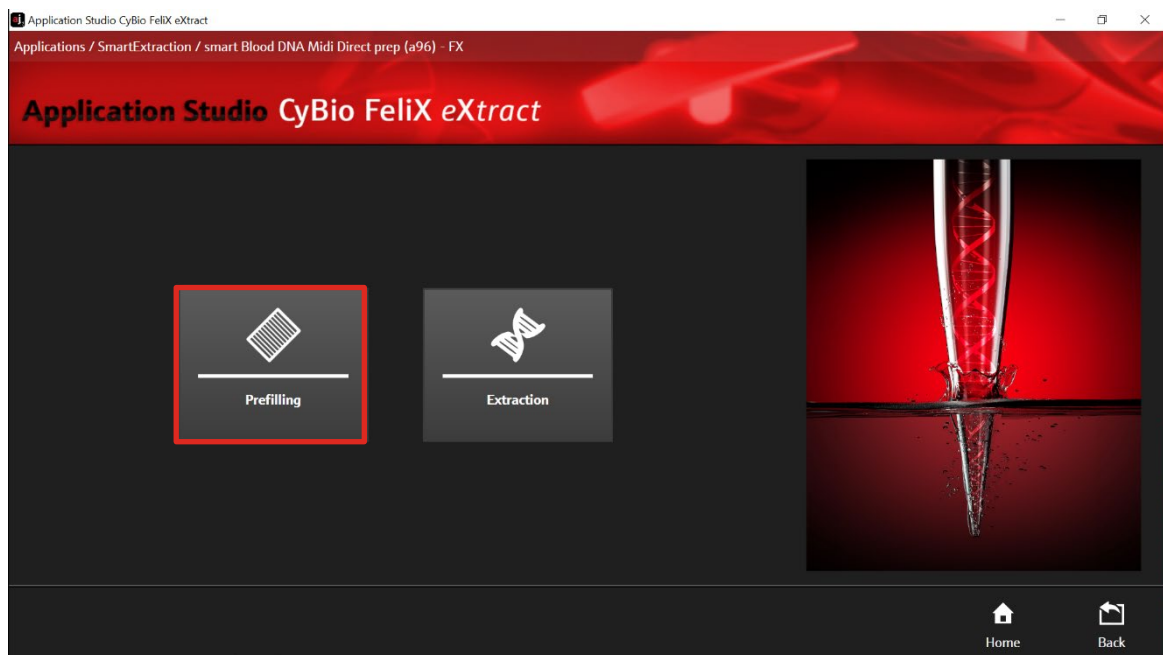 aj.
Application Studio CyBio FeliX eXtract
Applications / SmartExtraction / smart Blood DNA Midi Direct prep (a96) - FX
Application Studio CyBio FeliX eXtract
Prefilling
Extraction
Home
Back